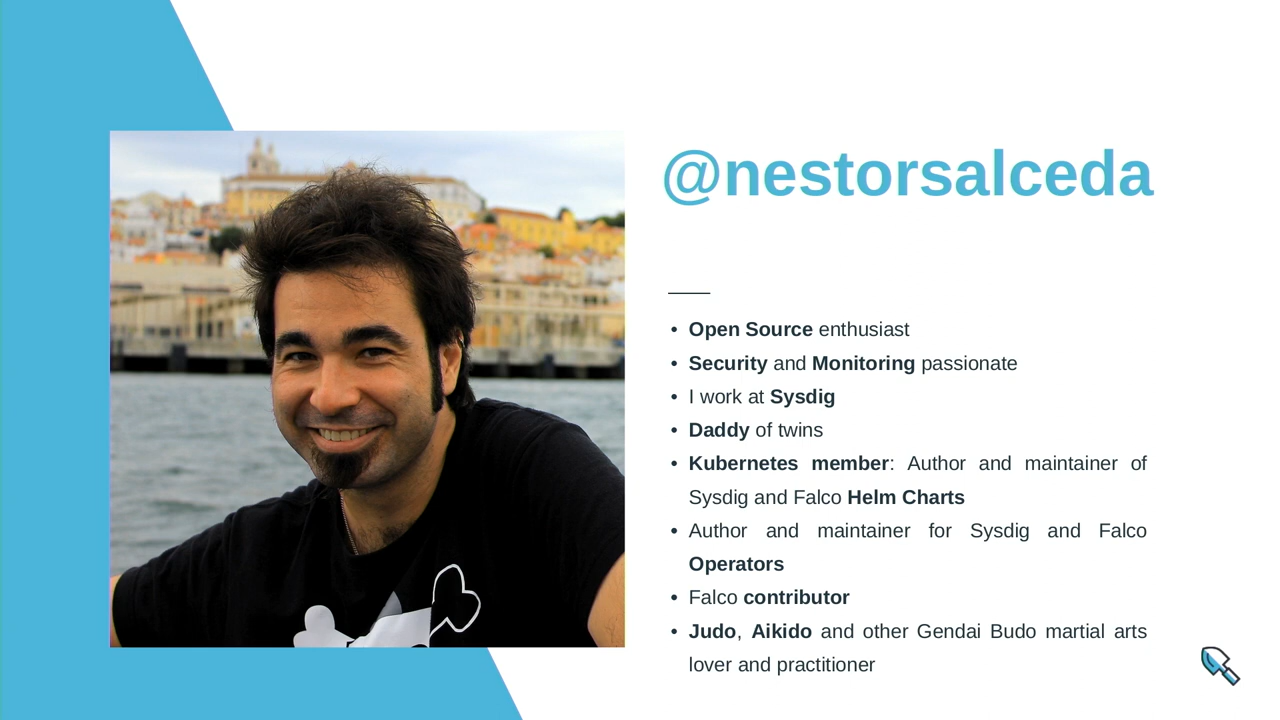 @nestorsalceda
• Open Source enthusiast
• Security and Monitoring passionate
• I work at Sysdig
• Daddy of twins
• Kubernetes member: Author and maintainer of
Sysdig and Falco Helm Charts
• Author and maintainer for Sysdig and Falco
Operators
• Falco contributor
• Judo, Aikido and other Gendai Budo martial arts
lover and practitioner